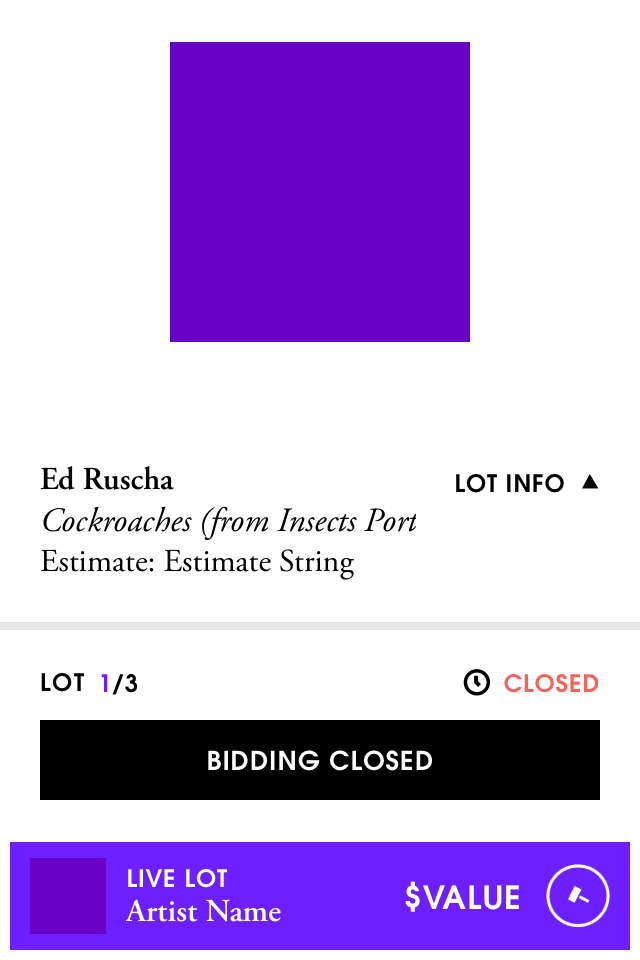 Ed Ruscha
LOT INFO ▲
Cockroaches (from Insects Port
Estimate: Estimate String
LOT 1/3
CLOSED
BIDDING CLOSED
LIVE LOT
Artist Name
$VALUE